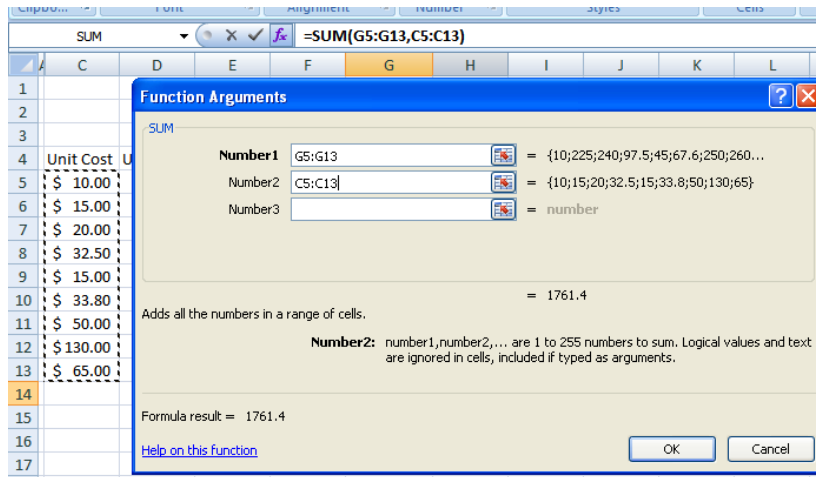 Clipbo... Font Alignment Number Styles Cells
SUM =SUM(G5:G13,C5:C13)
C D E F G H I J K L
1
2
3
4 Unit Cost U
5 $ 10.00
6 $ 15.00
7 $ 20.00
8 $ 32.50
9 $ 15.00
10 $ 33.80
11 $ 50.00
12 $ 130.00
13 $ 65.00
14
15
16
17
Function Arguments
SUM
Number1 G5:G13 = {10;225;240;97.5;45;67.6;250;260...
Number2 C5:C13 = {10;15;20;32.5;15;33.8;50;130;65}
Number3 = number
= 1761.4
Adds all the numbers in a range of cells.
Number2: number1,number2,... are 1 to 255 numbers to sum. Logical values and text
are ignored in cells, included if typed as arguments.
Formula result = 1761.4
Help on this function OK Cancel